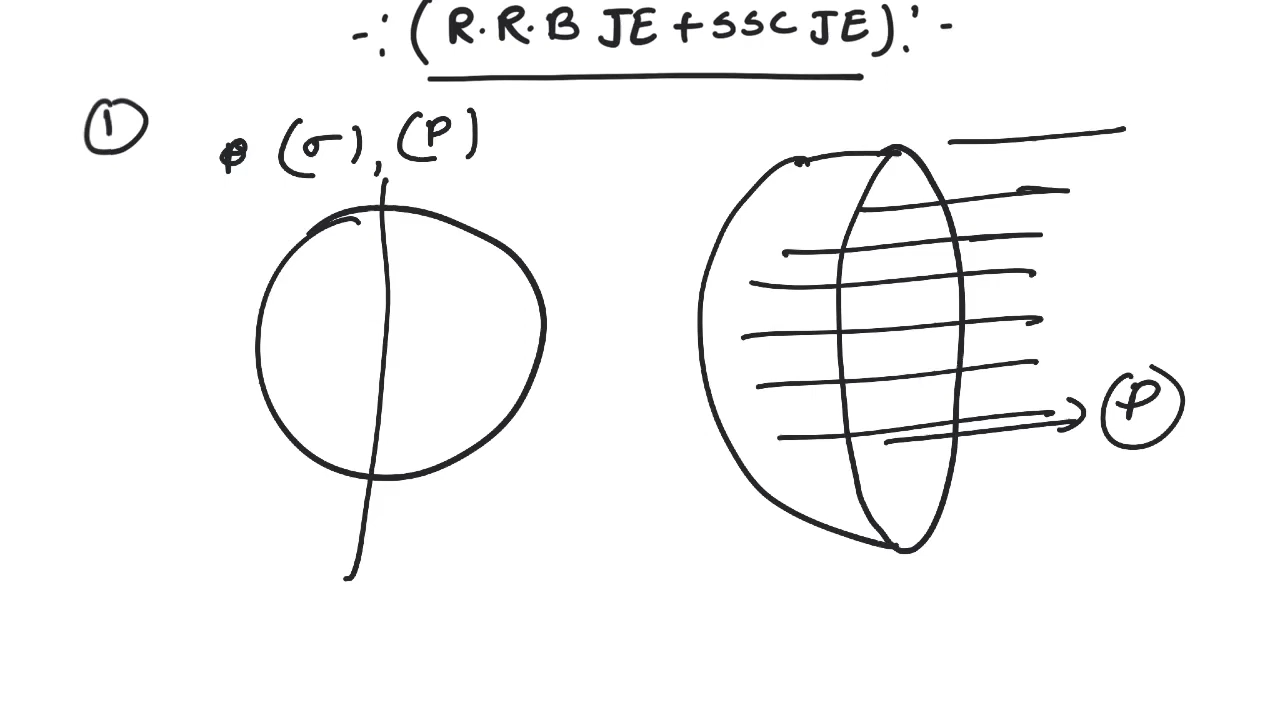 -:(R.R.B JE+SSC JE):-
①
(σ), (P)
P